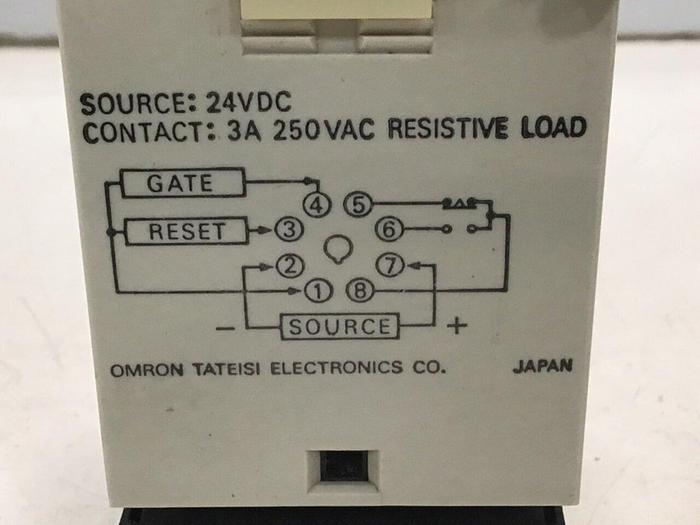 SOURCE: 24VDC
CONTACT: 3A 250VAC RESISTIVE LOAD
GATE
④ ⑤
RESET ③ ⑥
② ⑦
① ⑧
− SOURCE +
OMRON TATEISI ELECTRONICS CO. JAPAN